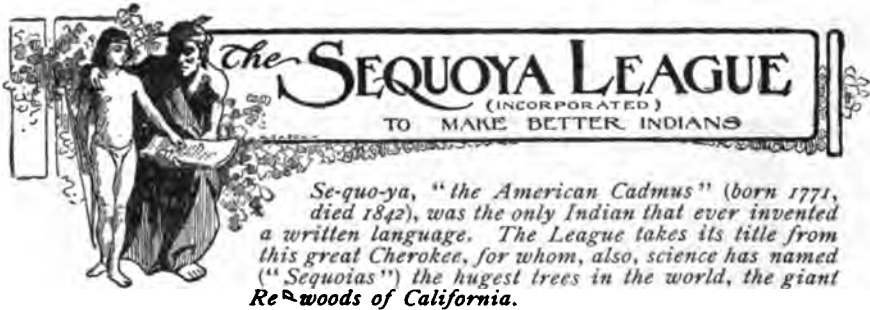 The SEQUOYA LEAGUE
(INCORPORATED)
TO MAKE BETTER INDIANS
Se-quo-ya, "the American Cadmus" (born 1771,
died 1842), was the only Indian that ever invented
a written language. The League takes its title from
this great Cherokee, for whom, also, science has named
("Sequoias") the hugest trees in the world, the giant
Redwoods of California.